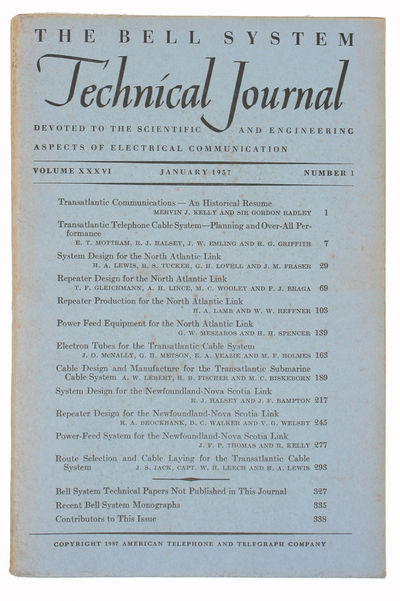 THE BELL SYSTEM
Technical Journal
DEVOTED TO THE SCIENTIFIC AND ENGINEERING
ASPECTS OF ELECTRICAL COMMUNICATION
VOLUME XXXVI JANUARY 1957 NUMBER 1
Transatlantic Communications — An Historical Resume
MERVIN J. KELLY AND SIR GORDON RADLEY 1
Transatlantic Telephone Cable System—Planning and Over-All Per-
formance
E. T. MOTTRAM, R. J. HALSEY, J. W. EMLING AND R. G. GRIFFITH 7
System Design for the North Atlantic Link
H. A. LEWIS, R. S. TUCKER, G. H. LOVELL AND J. M. FRASER 29
Repeater Design for the North Atlantic Link
T. F. GLEICHMANN, A. H. LINCE, M. C. WOOLEY AND F. J. BRAGA 69
Repeater Production for the North Atlantic Link
H. A. LAMB AND W. W. HEFFNER 103
Power Feed Equipment for the North Atlantic Link
G. W. MESZAROS AND H. H. SPENCER 139
Electron Tubes for the Transatlantic Cable System
J. O. McNALLY, G. H. METSON, E. A. VEAZIE AND M. F. HOLMES 163
Cable Design and Manufacture for the Transatlantic Submarine
Cable System A. W. LEBERT, H. B. FISCHER AND M. C. BISKEBORN 189
System Design for the Newfoundland-Nova Scotia Link
R. J. HALSEY AND J. F. BAMPTON 217
Repeater Design for the Newfoundland-Nova Scotia Link
R. A. BROCKBANK, D. C. WALKER AND V. G. WELSBY 245
Power-Feed System for the Newfoundland-Nova Scotia Link
J. F. P. THOMAS AND R. KELLY 277
Route Selection and Cable Laying for the Transatlantic Cable
System J. S. JACK, CAPT. W. H. LEECH AND H. A. LEWIS 293
Bell System Technical Papers Not Published in This Journal 327
Recent Bell System Monographs 335
Contributors to This Issue 338
COPYRIGHT 1957 AMERICAN TELEPHONE AND TELEGRAPH COMPANY